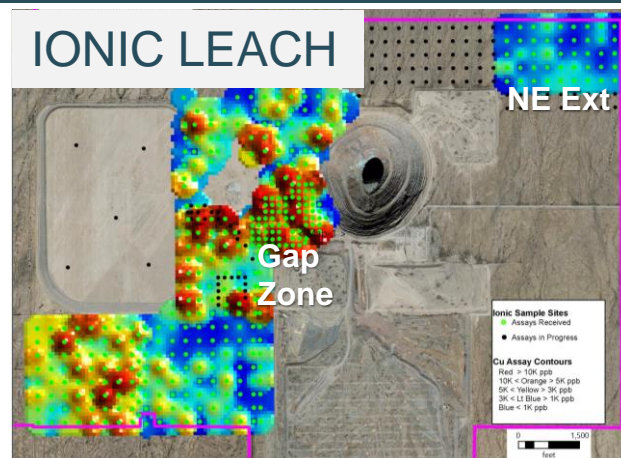 IONIC LEACH
NE Ext
Gap
Zone
Ionic Sample Sites
Assays Received
Assays in Progress
Cu Assay Contours
Red > 10K ppb
10K < Orange > 5K ppb
5K < Yellow > 3K ppb
3K < Lt Blue > 1K ppb
Blue < 1K ppb
0 1,500
feet